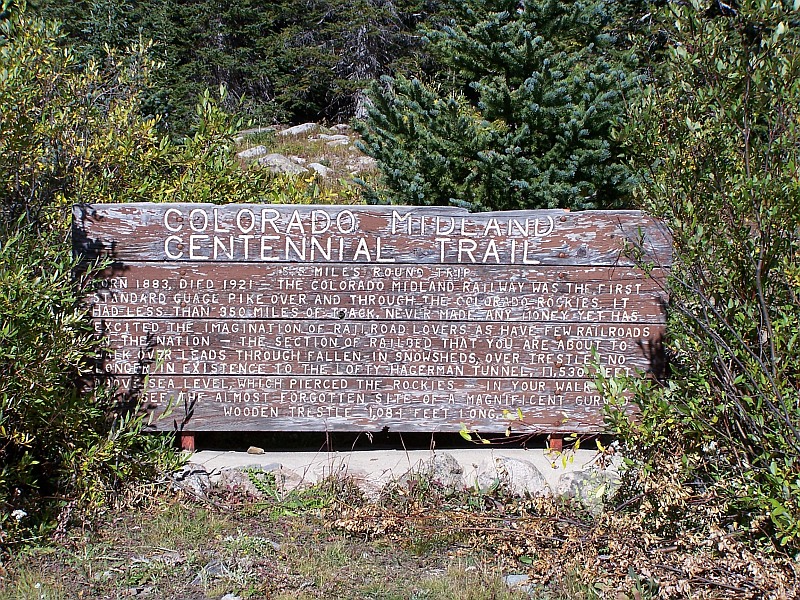 COLORADO MIDLAND
CENTENNIAL TRAIL
MILES ROUND TRIP
BORN 1883, DIED 1921 – THE COLORADO MIDLAND RAILWAY WAS THE FIRST
STANDARD GUAGE PIKE OVER AND THROUGH THE COLORADO ROCKIES. IT
HAD LESS THAN 350 MILES OF TRACK, NEVER MADE ANY MONEY YET HAS
EXCITED THE IMAGINATION OF RAILROAD LOVERS AS HAVE FEW RAILROADS
IN THE NATION – THE SECTION OF RAILBED THAT YOU ARE ABOUT TO
WALK OVER LEADS THROUGH FALLEN-IN SNOWSHEDS, OVER TRESTLES NO
LONGER IN EXISTENCE TO THE LOFTY HAGERMAN TUNNEL, 11,530 FEET
ABOVE SEA LEVEL, WHICH PIERCED THE ROCKIES – IN YOUR WALK
SEE THE ALMOST FORGOTTEN SITE OF A MAGNIFICENT CURVED
WOODEN TRESTLE – 1,084 FEET LONG.